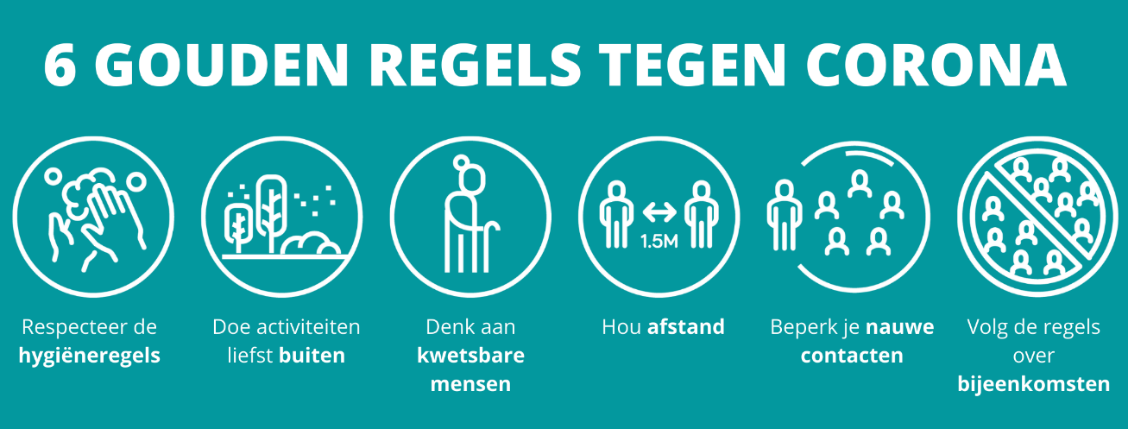 6 GOUDEN REGELS TEGEN CORONA
1.5M
Respecteer de
hygiëneregels
Doe activiteiten
liefst buiten
Denk aan
kwetsbare
mensen
Hou afstand
Beperk je nauwe
contacten
Volg de regels
over
bijeenkomsten